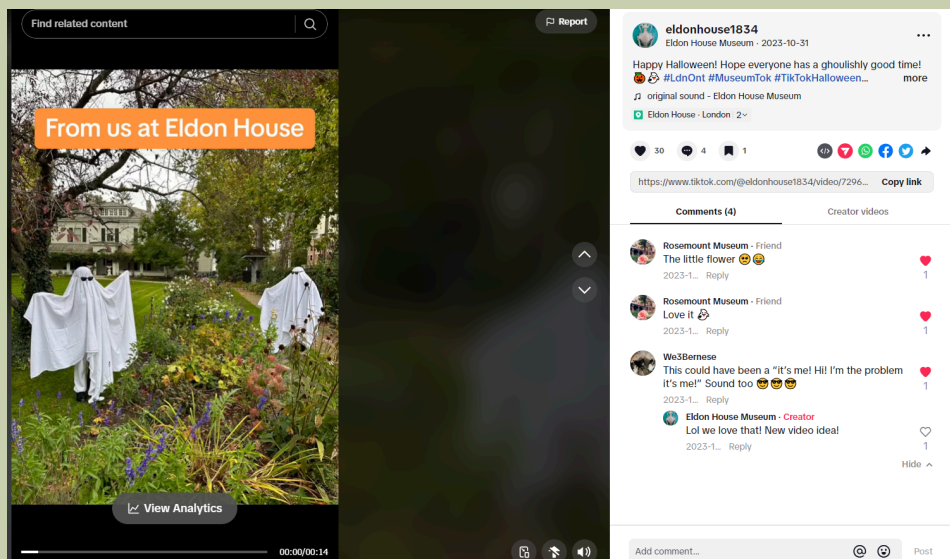 Find related content
Report
From us at Eldon House
View Analytics
00:00/00:14
eldonhouse1834
Eldon House Museum · 2023-10-31
Happy Halloween! Hope everyone has a ghoulishly good time!
🎃 👻 #LdnOnt #MuseumTok #TikTokHalloween... more
original sound - Eldon House Museum
Eldon House · London 2
30 4 1
https://www.tiktok.com/@eldonhouse1834/video/7296... Copy link
Comments (4) Creator videos
Rosemount Museum · Friend
The little flower 🥺😂
1
2023-1... Reply
Rosemount Museum · Friend
Love it 👻
1
2023-1... Reply
We3Bernese
This could have been a “it's me! Hi! I'm the problem
it's me!” Sound too 😎😎😎
1
2023-1... Reply
Eldon House Museum · Creator
Lol we love that! New video idea!
1
2023-1... Reply
Hide
Add comment... @ Post